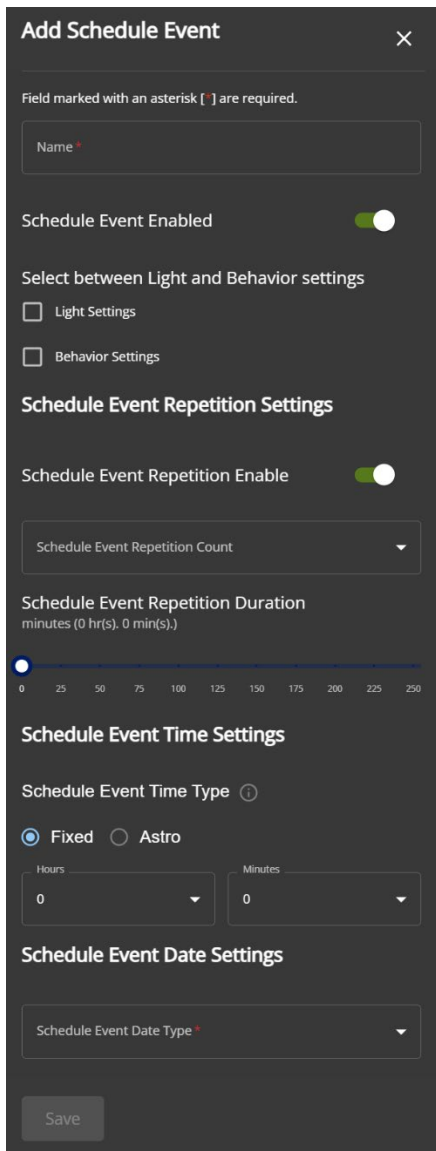 Add Schedule Event
Field marked with an asterisk [*] are required.
Name *
Schedule Event Enabled
Select between Light and Behavior settings
Light Settings
Behavior Settings
Schedule Event Repetition Settings
Schedule Event Repetition Enable
Schedule Event Repetition Count
Schedule Event Repetition Duration
minutes (0 hr(s). 0 min(s).)
0 25 50 75 100 125 150 175 200 225 250
Schedule Event Time Settings
Schedule Event Time Type
Fixed Astro
Hours Minutes
0 0
Schedule Event Date Settings
Schedule Event Date Type *
Save